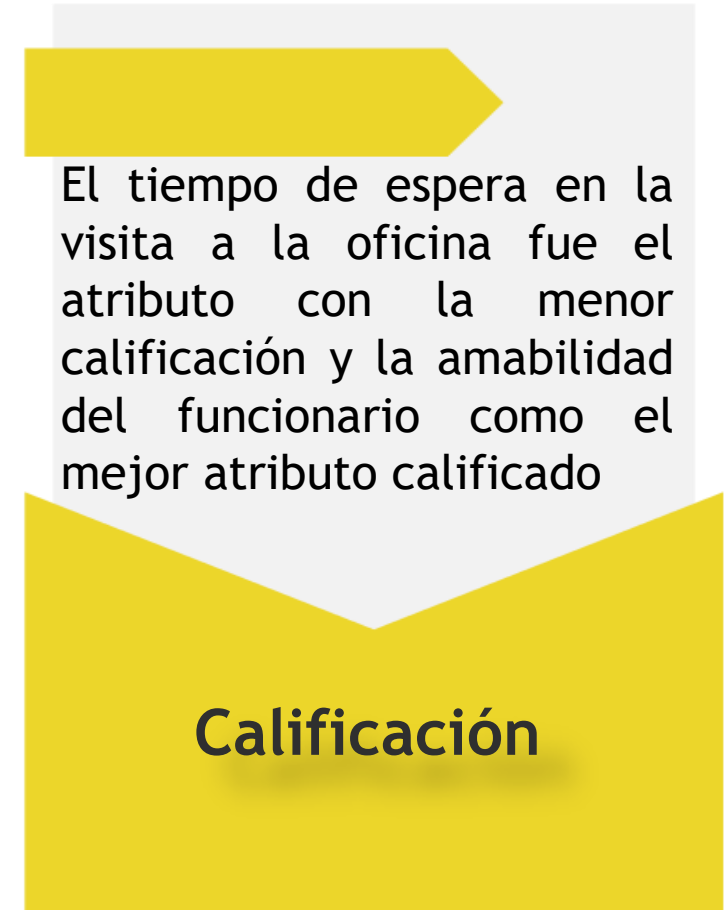 El tiempo de espera en la
visita a la oficina fue el
atributo con la menor
calificación y la amabilidad
del funcionario como el
mejor atributo calificado
Calificación